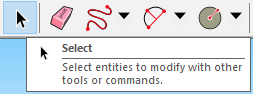 Select
Select entities to modify with other
tools or commands.